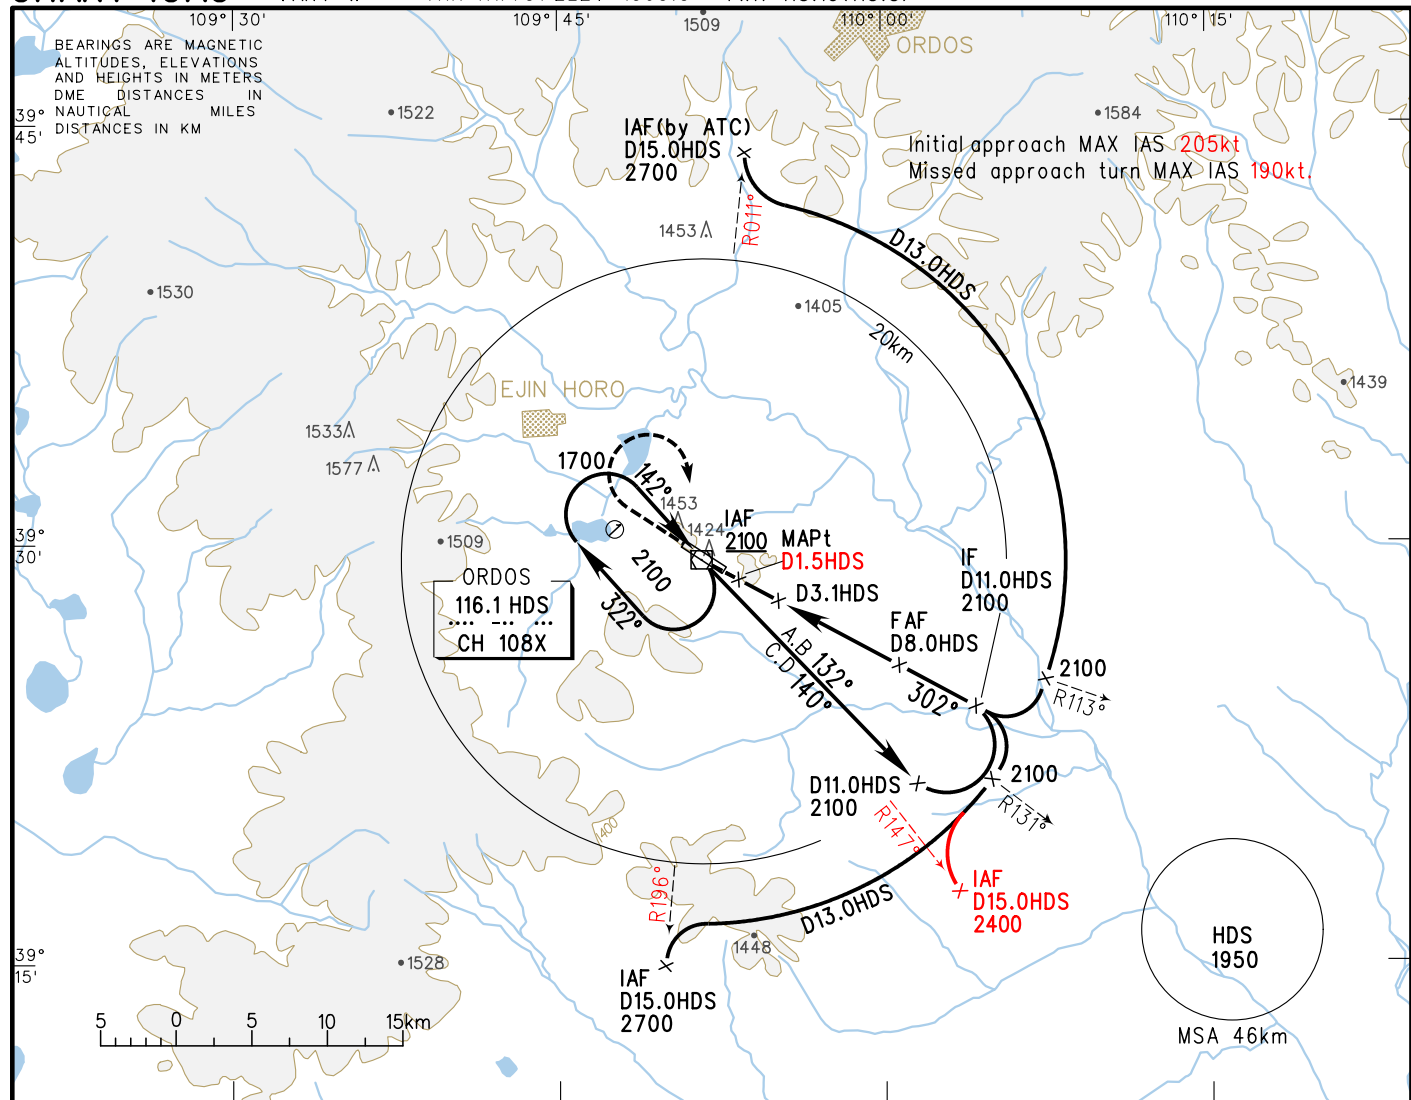 109° 30'
109° 45'
1509
110° 00'
110° 15'
BEARINGS ARE MAGNETIC
ALTITUDES, ELEVATIONS
AND HEIGHTS IN METERS
DME DISTANCES IN
NAUTICAL MILES
DISTANCES IN KM
39°
45'
1522
ORDOS
1584
IAF(by ATC)
D15.0HDS
2700
Initial approach MAX IAS 205kt
Missed approach turn MAX IAS 190kt.
R011°
1453
D13.0HDS
1530
1405
20km
1439
EJIN HORO
1533
1577
1700
142°
1453
1424
IAF
2100
MAPt
D1.5HDS
39°
30'
1509
1
2100
322°
IF
D11.0HDS
2100
D3.1HDS
ORDOS
116.1 HDS
.... -.. ...
CH 108X
FAF
D8.0HDS
A.B 132°
C.D 140°
302°
2100
R113°
2100
R131°
D11.0HDS
2100
R147°
1400
IAF
D15.0HDS
2400
R196°
D13.0HDS
1448
39°
15'
1528
IAF
D15.0HDS
2700
HDS
1950
MSA 46km
5 0 5 10 15km